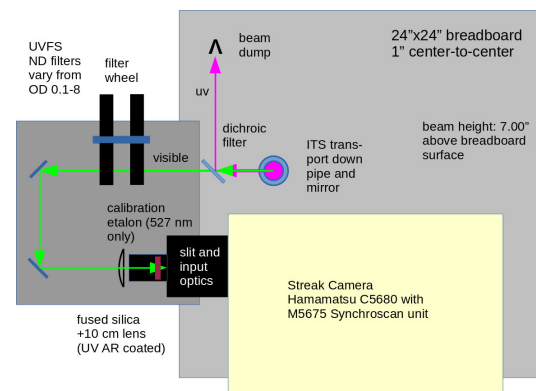 UVFS
ND filters
vary from
OD 0.1-8
filter
wheel
beam
dump
24”x24” breadboard
1” center-to-center
uv
dichroic
filter
beam height: 7.00”
above breadboard
surface
visible
ITS trans-
port down
pipe and
mirror
calibration
etalon (527 nm
only)
slit and
input
optics
Streak Camera
Hamamatsu C5680 with
M5675 Synchroscan unit
fused silica
+10 cm lens
(UV AR coated)